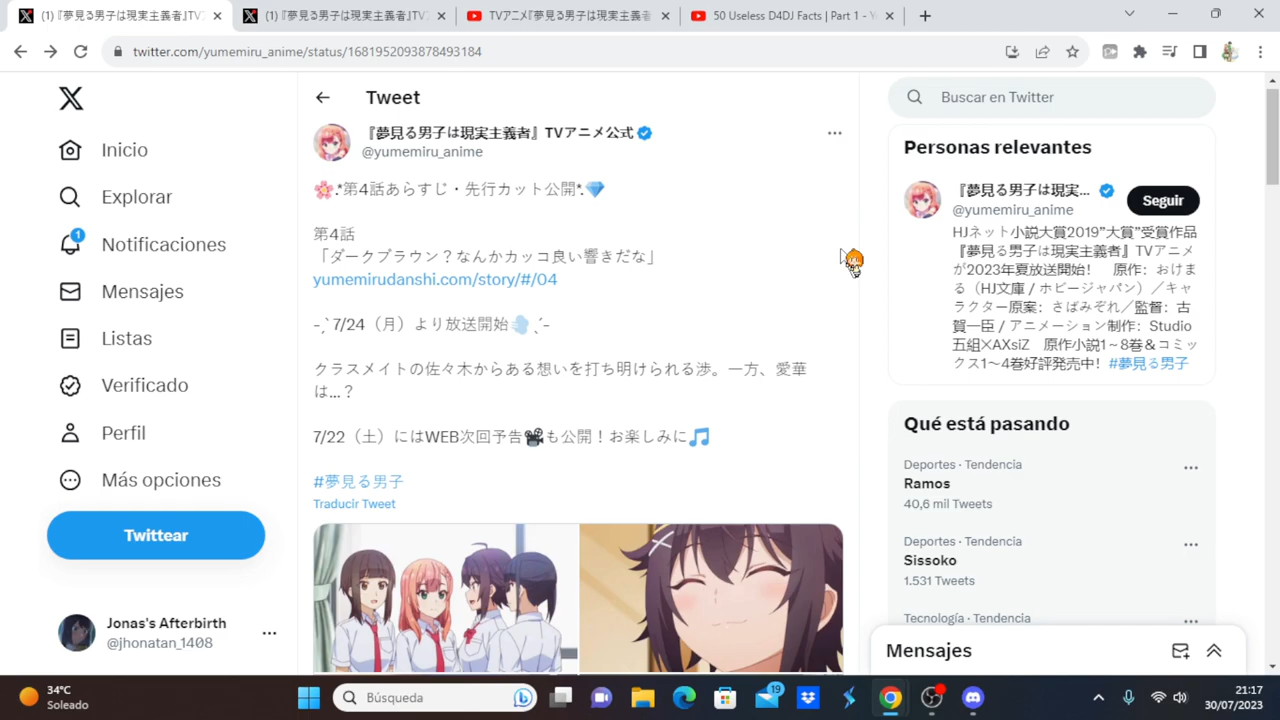 (1)『夢見る男子は現実主義者』TV
(1)『夢見る男子は現実主義者』TV
TVアニメ『夢見る男子は現実主義者
50 Useless D4DJ Facts | Part 1 - Y
twitter.com/yumemiru_anime/status/1681952093878493184
Tweet
Buscar en Twitter
『夢見る男子は現実主義者』TVアニメ公式
@yumemiru_anime
Inicio
Explorar
1
Notificaciones
Mensajes
Listas
Verificado
Perfil
Más opciones
Twittear
Jonas's Afterbirth
@jhonatan_1408
🌸.*第4話あらすじ・先行カット公開*.💎
第4話
「ダークブラウン？なんかカッコ良い響きだな」
yumemirudanshi.com/story/#/04
-ˏˋ7/24（月）より放送開始💨ˎˊ-
クラスメイトの佐々木からある想いを打ち明けられる渉。一方、愛華
は...？
7/22（土）にはWEB次回予告📽も公開！お楽しみに🎵
#夢見る男子
Traducir Tweet
Personas relevantes
『夢見る男子は現実...
@yumemiru_anime
Seguir
HJネット小説大賞2019”大賞”受賞作品
『夢見る男子は現実主義者』TVアニメ
が2023年夏放送開始！ 原作：おけま
る（HJ文庫 / ホビージャパン）／キャ
ラクター原案：さばみぞれ／監督：古
賀一臣 / アニメーション制作：Studio
五組×AXsiZ 原作小説1～8巻＆コミッ
クス1～4巻好評発売中！ #夢見る男子
Qué está pasando
Deportes · Tendencia
Ramos
40,6 mil Tweets
Deportes · Tendencia
Sissoko
1.531 Tweets
Tecnología · Tendencia
Mensajes
34°C
Soleado
Búsqueda
19
21:17
30/07/2023